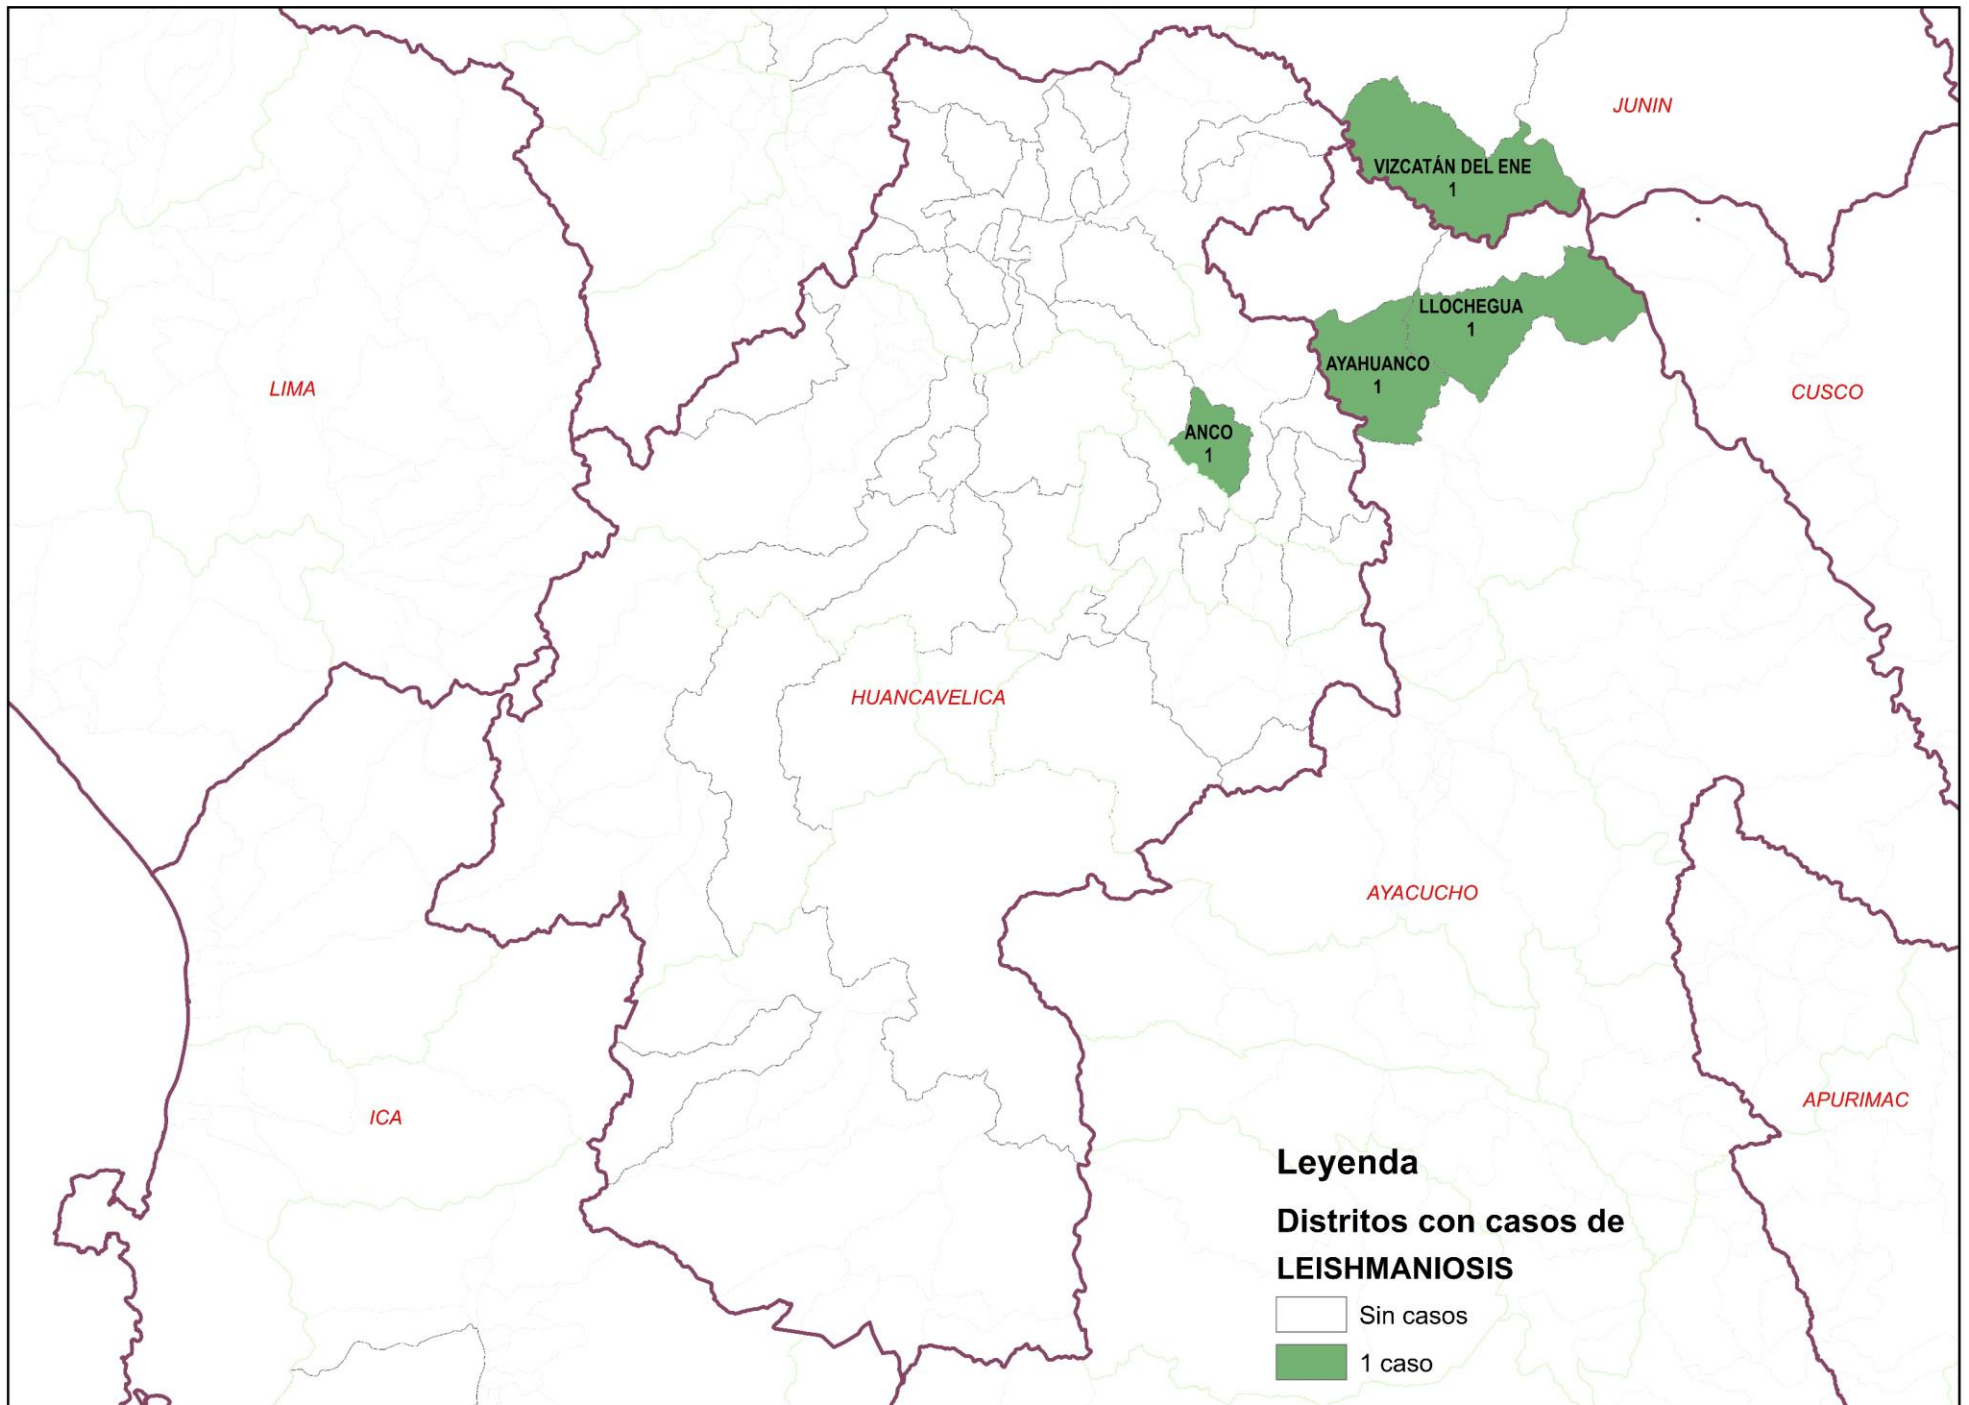 JUNIN
VIZCATÁN DEL ENE
1
LLOCHEGUA
1
AYAHUANCO
1
LIMA
CUSCO
ANCO
1
HUANCAVELICA
AYACUCHO
APURIMAC
ICA
Leyenda
Distritos con casos de
LEISHMANIOSIS
Sin casos
1 caso